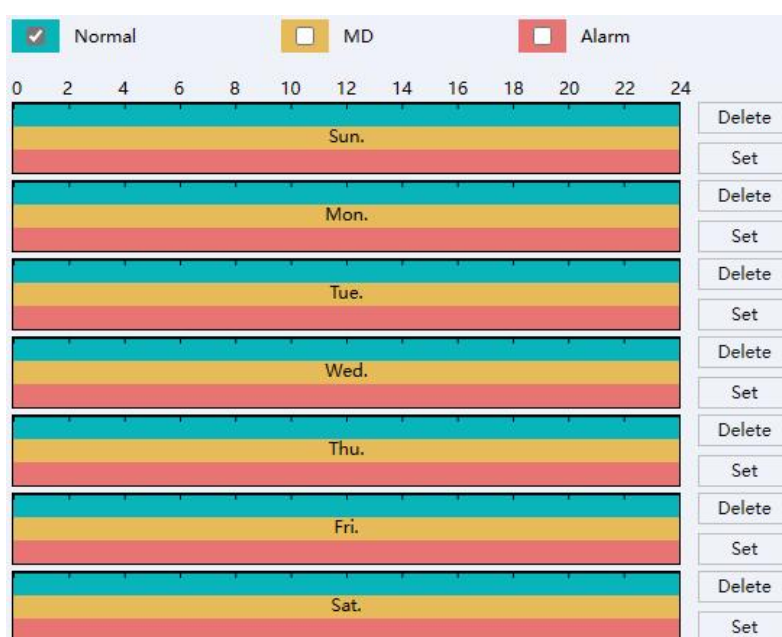 Normal MD Alarm
0 2 4 6 8 10 12 14 16 18 20 22 24
Delete
Sun.
Set
Delete
Mon.
Set
Delete
Tue.
Set
Delete
Wed.
Set
Delete
Thu.
Set
Delete
Fri.
Set
Delete
Sat.
Set